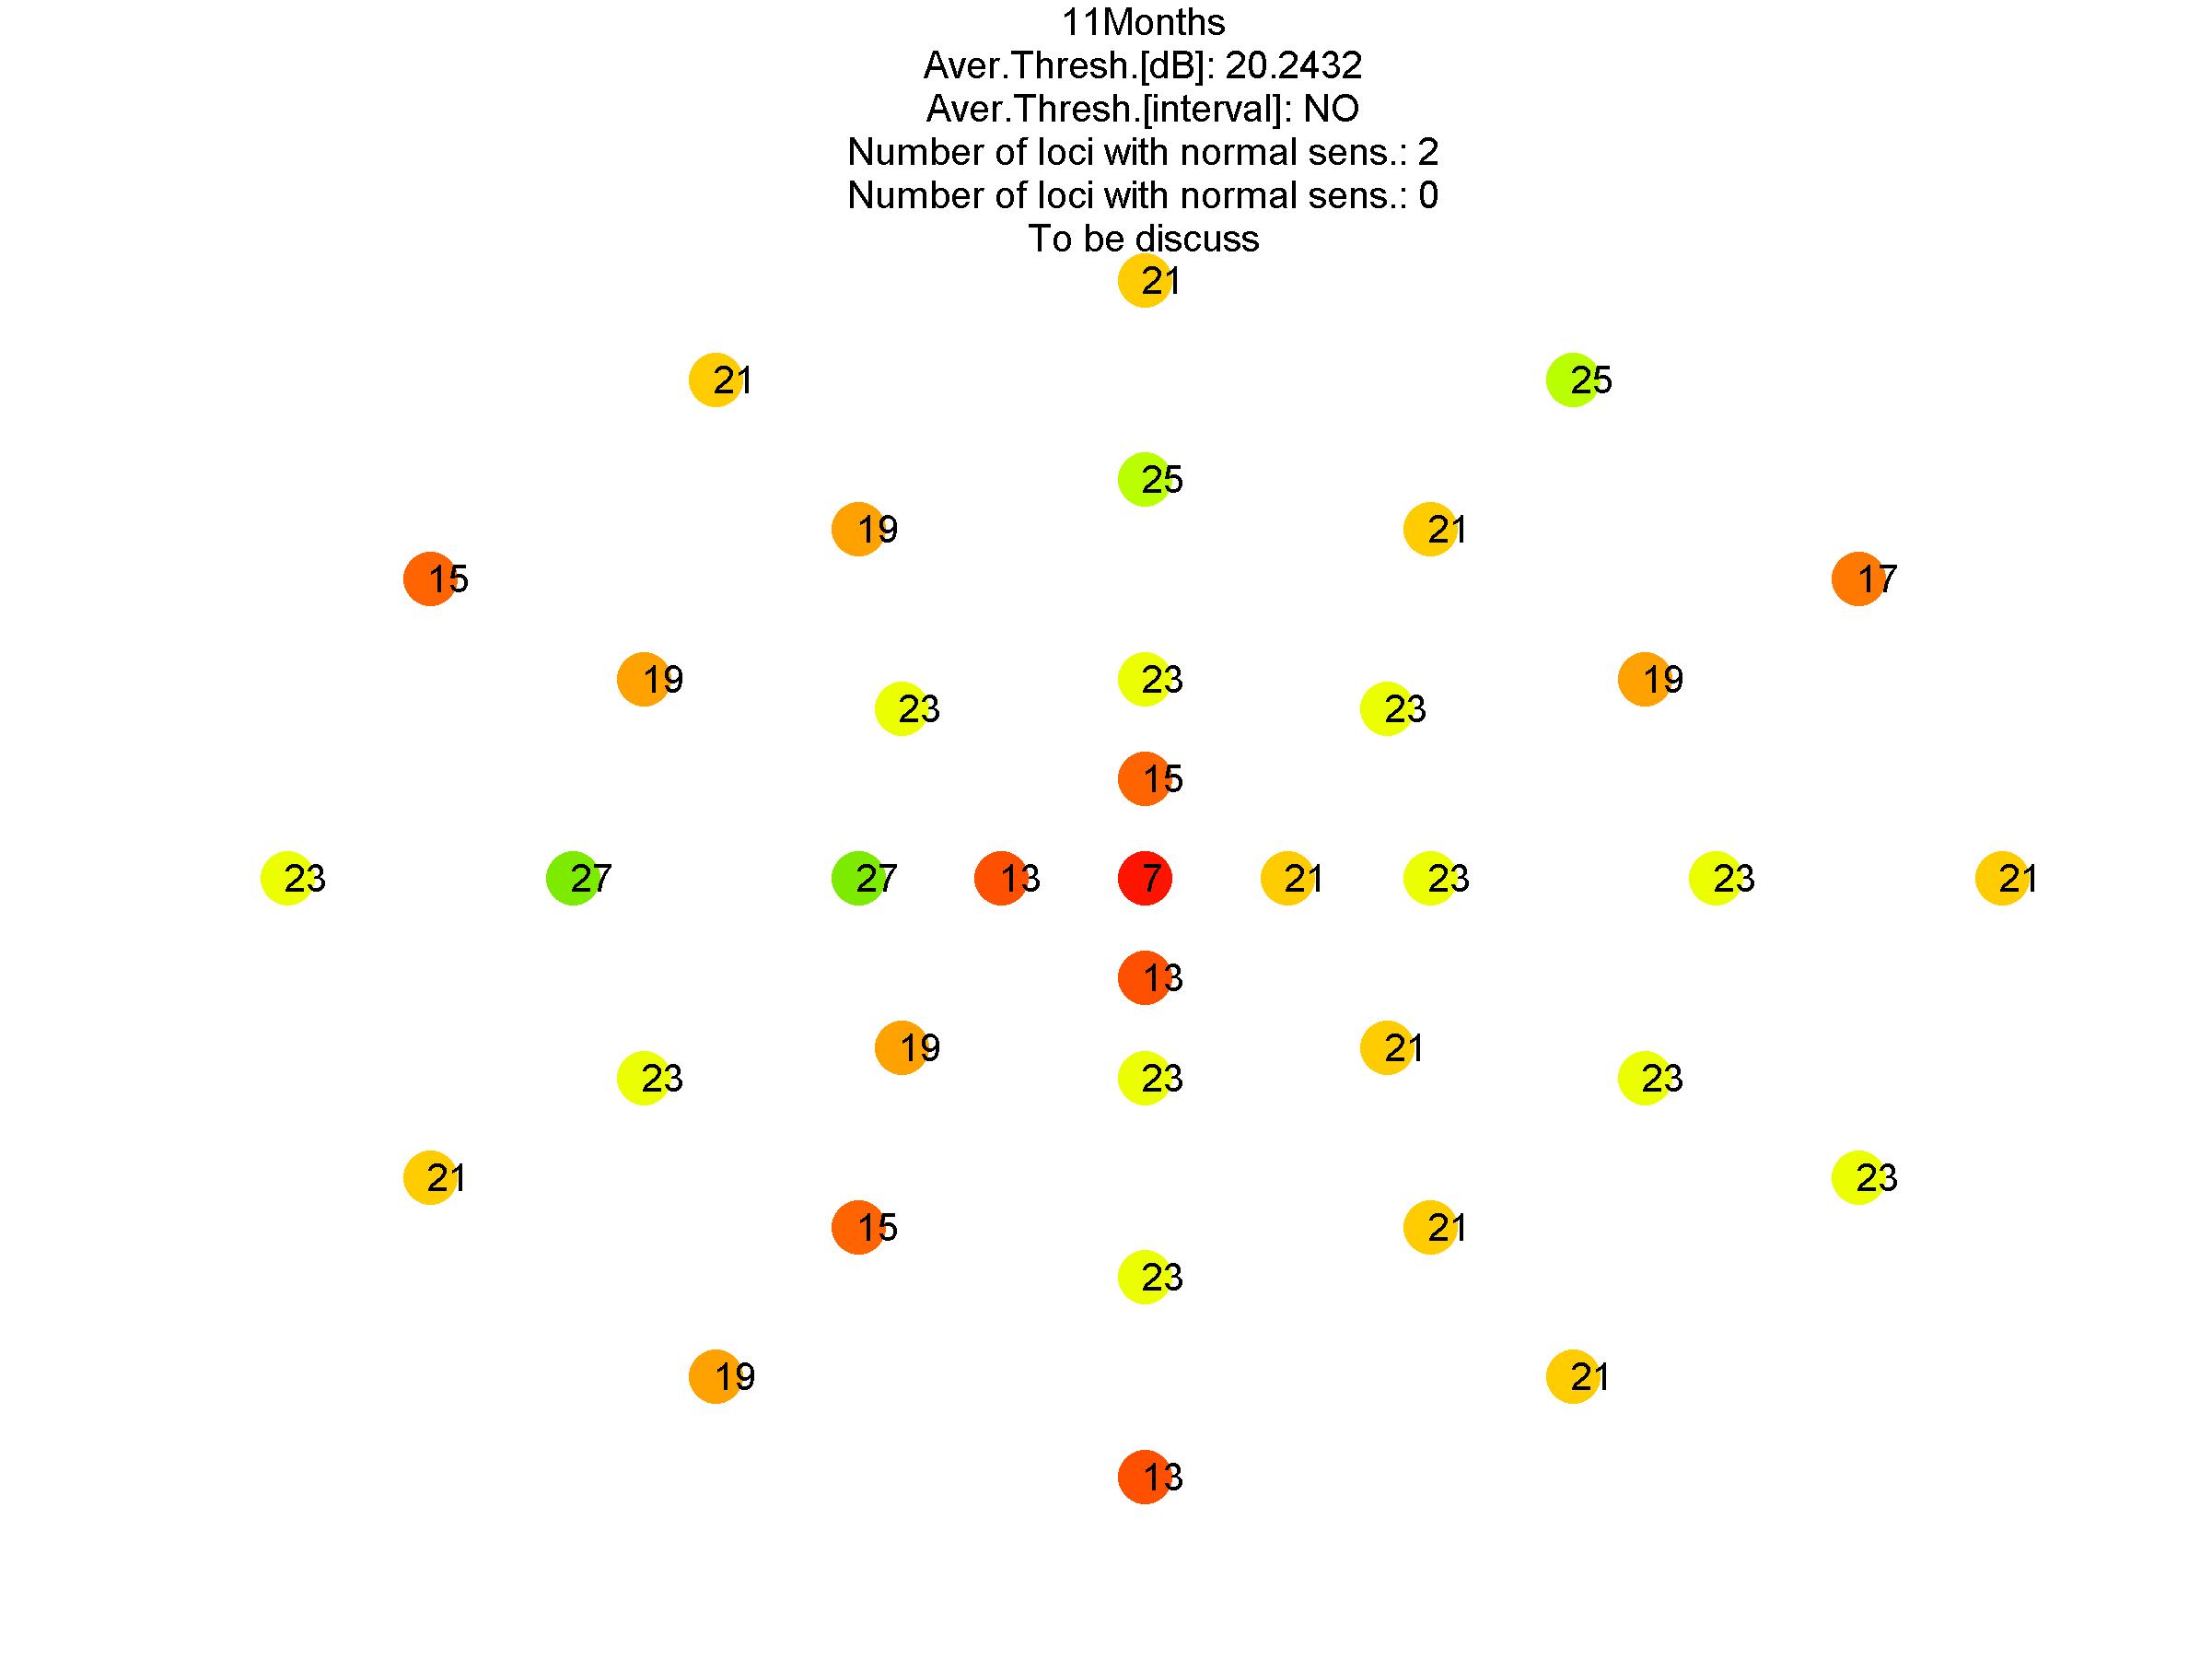 11Months
Aver.Thresh.[dB]: 20.2432
Aver.Thresh.[interval]: NO
Number of loci with normal sens.: 2
Number of loci with normal sens.: 0
To be discuss
21
21 25
25
19 21
15 17
19 23 19
23 23
15
23 27 27 13 7 21 23 23 21
13
19 21
23 23 23
21 23
15 21
23
19 21
13